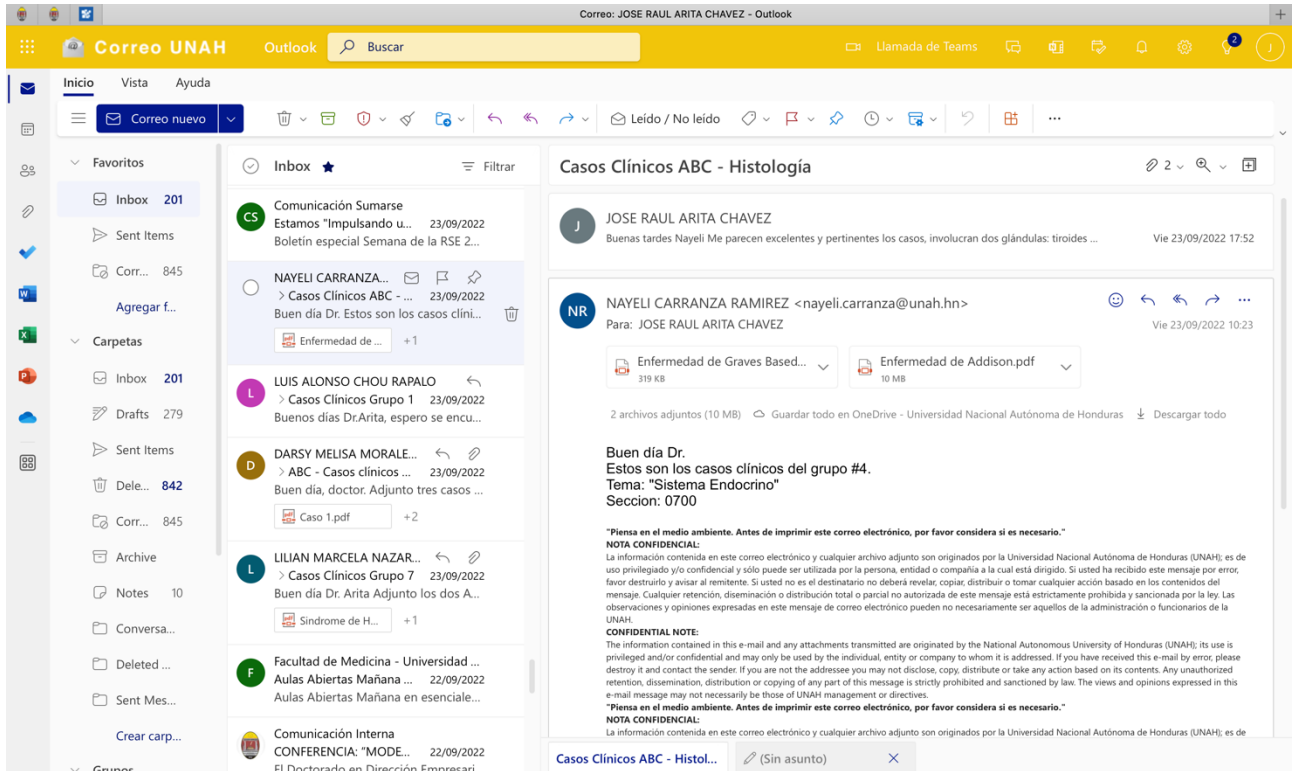 Correo: JOSE RAUL ARITA CHAVEZ - Outlook
Correo UNAH
Outlook
Buscar
Llamada de Teams
2
J
Inicio
Vista
Ayuda
Correo nuevo
Leído / No leído
Favoritos
Inbox 201
Sent Items
Corr... 845
Agregar f...
Carpetas
Inbox 201
Drafts 279
Sent Items
Dele... 842
Corr... 845
Archive
Notes 10
Conversa...
Deleted ...
Sent Mes...
Crear carp...
Inbox
Filtrar
CS
Comunicación Sumarse
Estamos "Impulsando u... 23/09/2022
Boletín especial Semana de la RSE 2...
NAYELI CARRANZA...
> Casos Clínicos ABC - ... 23/09/2022
Buen día Dr. Estos son los casos clíni...
Enfermedad de ... +1
L
LUIS ALONSO CHOU RAPALO
> Casos Clínicos Grupo 1 23/09/2022
Buenos días Dr.Arita, espero se encu...
D
DARSY MELISA MORALE...
> ABC - Casos clínicos ... 23/09/2022
Buen día, doctor. Adjunto tres casos ...
Caso 1.pdf +2
L
LILIAN MARCELA NAZAR...
> Casos Clínicos Grupo 7 23/09/2022
Buen día Dr. Arita Adjunto los dos A...
Sindrome de H... +1
F
Facultad de Medicina - Universidad ...
Aulas Abiertas Mañana ... 22/09/2022
Aulas Abiertas Mañana en esenciale...
Comunicación Interna
CONFERENCIA: "MODE... 22/09/2022
El Doctorado en Dirección Empresari
Casos Clínicos ABC - Histología
2
J
JOSE RAUL ARITA CHAVEZ
Buenas tardes Nayeli Me parecen excelentes y pertinentes los casos, involucran dos glándulas: tiroides ... Vie 23/09/2022 17:52
NR
NAYELI CARRANZA RAMIREZ <nayeli.carranza@unah.hn>
Para: JOSE RAUL ARITA CHAVEZ
Vie 23/09/2022 10:23
Enfermedad de Graves Based...
319 KB
Enfermedad de Addison.pdf
10 MB
2 archivos adjuntos (10 MB) Guardar todo en OneDrive - Universidad Nacional Autónoma de Honduras Descargar todo
Buen día Dr.
Estos son los casos clínicos del grupo #4.
Tema: "Sistema Endocrino"
Seccion: 0700
"Piensa en el medio ambiente. Antes de imprimir este correo electrónico, por favor considera si es necesario."
NOTA CONFIDENCIAL:
La información contenida en este correo electrónico y cualquier archivo adjunto son originados por la Universidad Nacional Autónoma de Honduras (UNAH); es de
uso privilegiado y/o confidencial y sólo puede ser utilizada por la persona, entidad o compañía a la cual está dirigido. Si usted ha recibido este mensaje por error,
favor destruirlo y avisar al remitente. Si usted no es el destinatario no deberá revelar, copiar, distribuir o tomar cualquier acción basado en los contenidos del
mensaje. Cualquier retención, diseminación o distribución total o parcial no autorizada de este mensaje está estrictamente prohibida y sancionada por la ley. Las
observaciones y opiniones expresadas en este mensaje de correo electrónico pueden no necesariamente ser aquellos de la administración o funcionarios de la
UNAH.
CONFIDENTIAL NOTE:
The information contained in this e-mail and any attachments transmitted are originated by the National Autonomous University of Honduras (UNAH); its use is
privileged and/or confidential and may only be used by the individual, entity or company to whom it is addressed. If you have received this e-mail by error, please
destroy it and contact the sender. If you are not the addressee you may not disclose, copy, distribute or take any action based on its contents. Any unauthorized
retention, dissemination, distribution or copying of any part of this message is strictly prohibited and sanctioned by law. The views and opinions expressed in this
e-mail message may not necessarily be those of UNAH management or directives.
"Piensa en el medio ambiente. Antes de imprimir este correo electrónico, por favor considera si es necesario."
NOTA CONFIDENCIAL:
La información contenida en este correo electrónico y cualquier archivo adjunto son originados por la Universidad Nacional Autónoma de Honduras (UNAH); es de
Casos Clínicos ABC - Histol...
(Sin asunto)